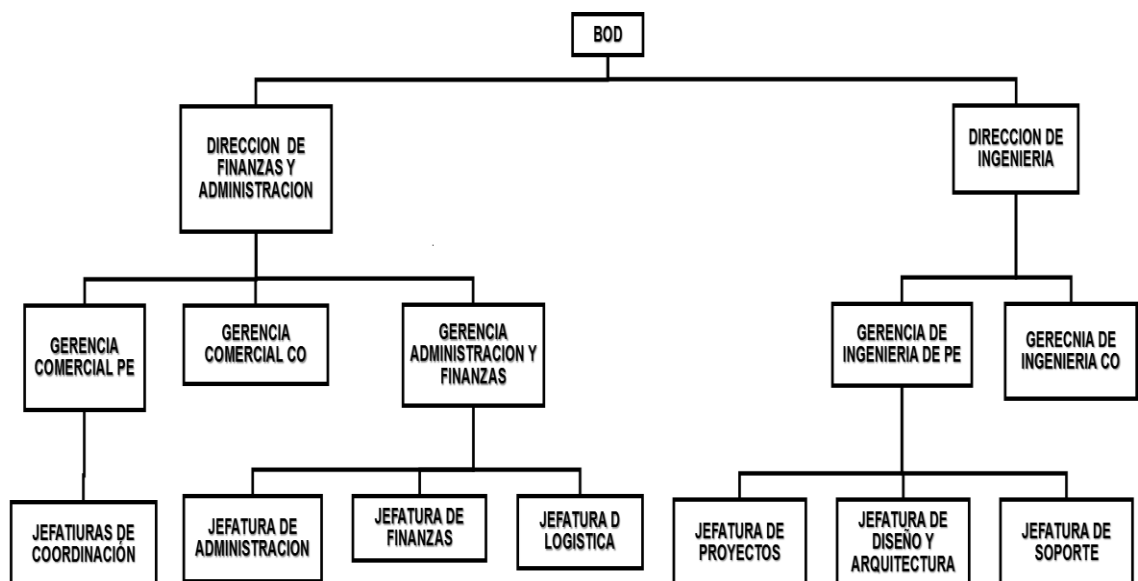 BOD
DIRECCION DE
FINANZAS Y
ADMINISTRACION
DIRECCION DE
INGENIERIA
GERENCIA
COMERCIAL PE
GERENCIA
COMERCIAL CO
GERENCIA
ADMINISTRACION Y
FINANZAS
GERENCIA DE
INGENIERIA DE PE
GERECNIA DE
INGENIERIA CO
JEFATIURAS DE
COORDINACIÓN
JEFATURA DE
ADMINISTRACION
JEFATURA DE
FINANZAS
JEFATURA D
LOGISTICA
JEFATURA DE
PROYECTOS
JEFATURA DE
DISEÑO Y
ARQUITECTURA
JEFATURA DE
SOPORTE